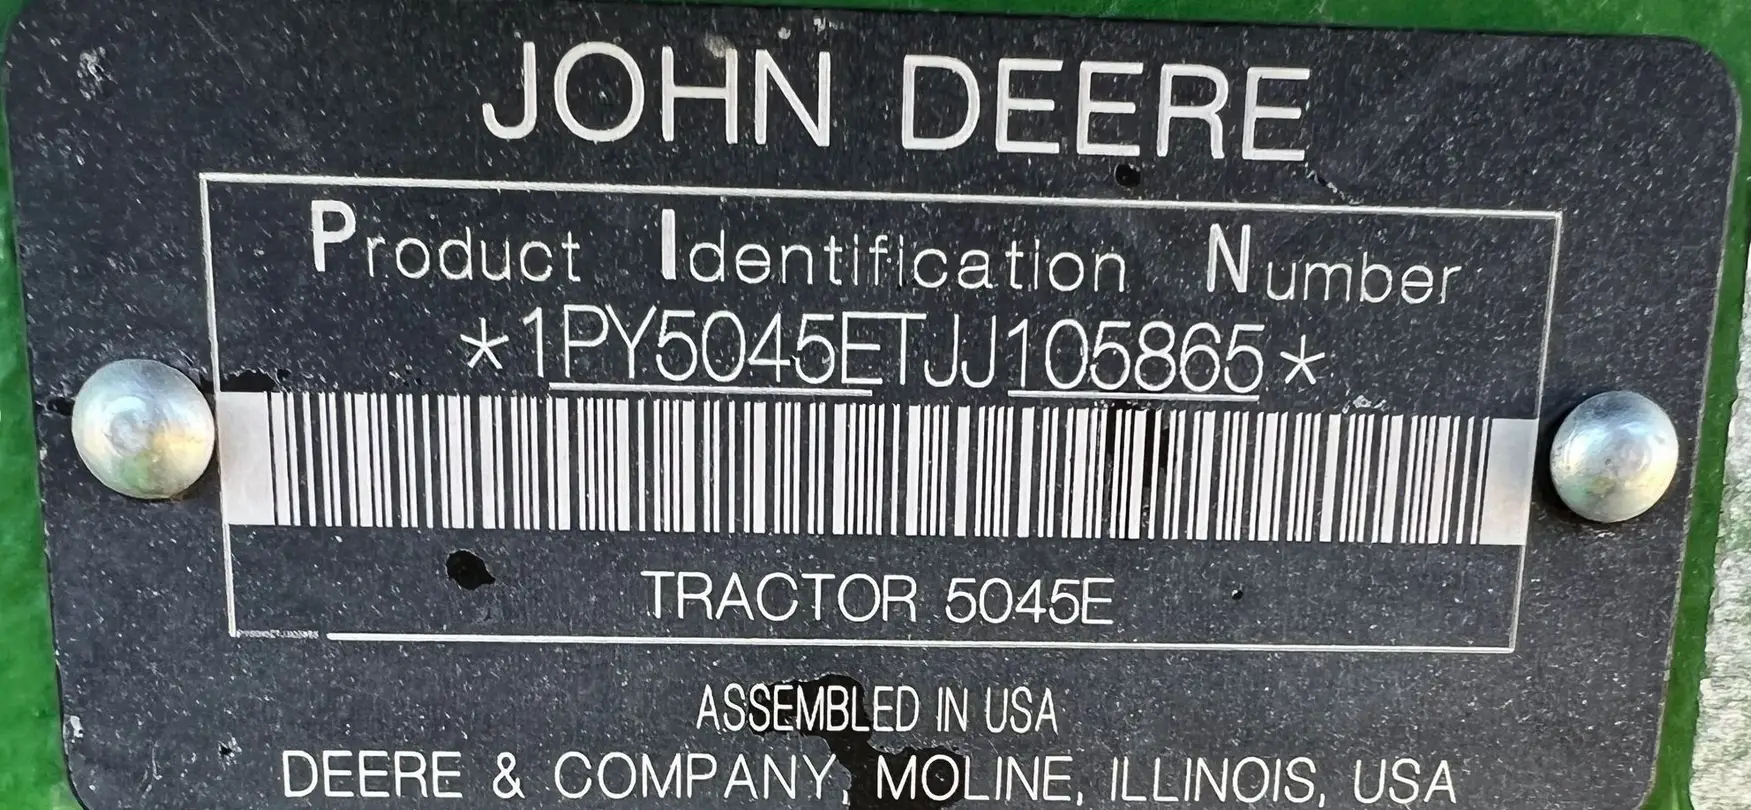 JOHN DEERE
Product Identification Number
*1PY5045ETJJ105865*
TRACTOR 5045E
ASSEMBLED IN USA
DEERE & COMPANY, MOLINE, ILLINOIS, USA